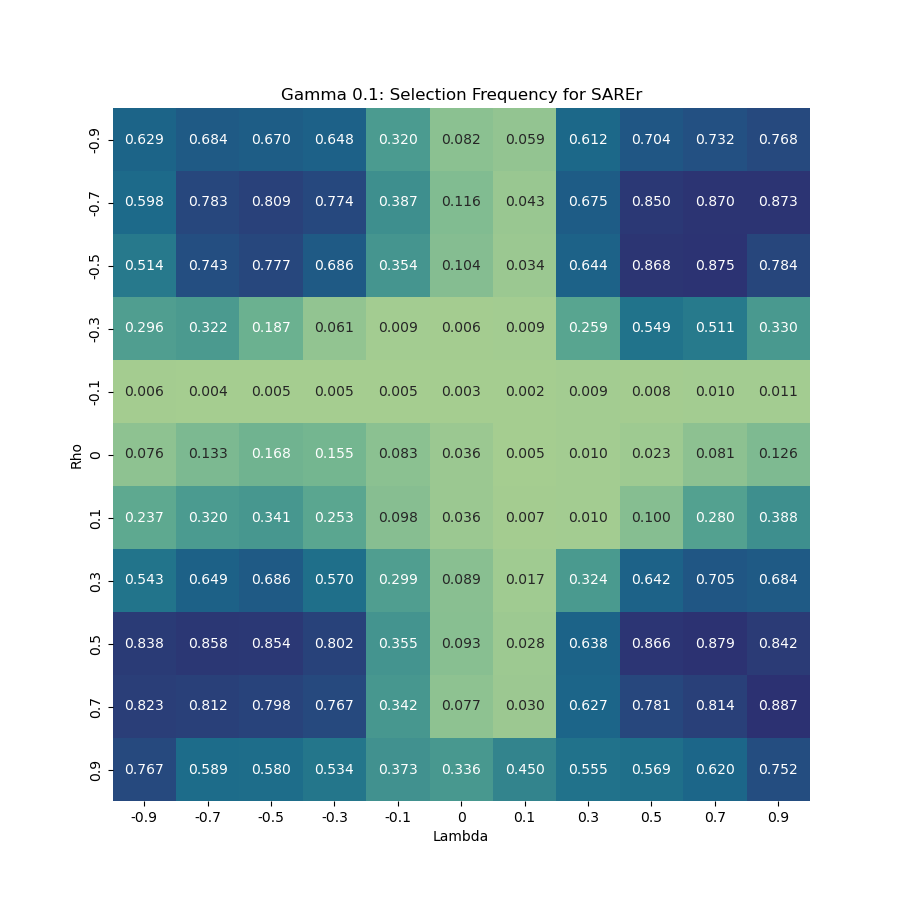 Gamma 0.1: Selection Frequency for SAREr
-0.9 0.629 0.684 0.670 0.648 0.320 0.082 0.059 0.612 0.704 0.732 0.768
-0.7 0.598 0.783 0.809 0.774 0.387 0.116 0.043 0.675 0.850 0.870 0.873
-0.5 0.514 0.743 0.777 0.686 0.354 0.104 0.034 0.644 0.868 0.875 0.784
-0.3 0.296 0.322 0.187 0.061 0.009 0.006 0.009 0.259 0.549 0.511 0.330
-0.1 0.006 0.004 0.005 0.005 0.005 0.003 0.002 0.009 0.008 0.010 0.011
Rho
0 0.076 0.133 0.168 0.155 0.083 0.036 0.005 0.010 0.023 0.081 0.126
0.1 0.237 0.320 0.341 0.253 0.098 0.036 0.007 0.010 0.100 0.280 0.388
0.3 0.543 0.649 0.686 0.570 0.299 0.089 0.017 0.324 0.642 0.705 0.684
0.5 0.838 0.858 0.854 0.802 0.355 0.093 0.028 0.638 0.866 0.879 0.842
0.7 0.823 0.812 0.798 0.767 0.342 0.077 0.030 0.627 0.781 0.814 0.887
0.9 0.767 0.589 0.580 0.534 0.373 0.336 0.450 0.555 0.569 0.620 0.752
-0.9 -0.7 -0.5 -0.3 -0.1 0 0.1 0.3 0.5 0.7 0.9
Lambda